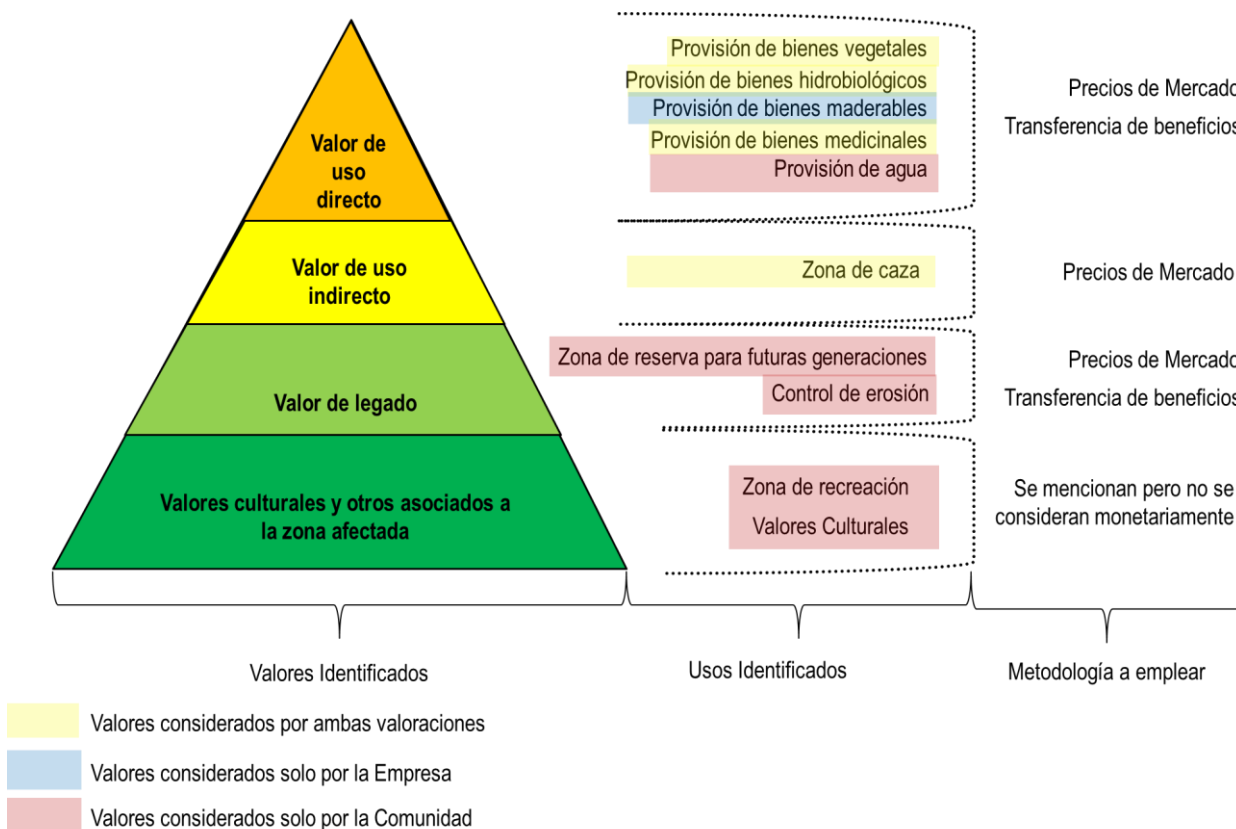 Valor de
uso
directo
Valor de uso
indirecto
Valor de legado
Valores culturales y otros asociados a
la zona afectada
Provisión de bienes vegetales
Provisión de bienes hidrobiológicos
Provisión de bienes maderables
Provisión de bienes medicinales
Provisión de agua
Zona de caza
Zona de reserva para futuras generaciones
Control de erosión
Zona de recreación
Valores Culturales
Precios de Mercado
Transferencia de beneficios
Precios de Mercado
Precios de Mercado
Transferencia de beneficios
Se mencionan pero no se
consideran monetariamente
Valores Identificados
Usos Identificados
Metodología a emplear
Valores considerados por ambas valoraciones
Valores considerados solo por la Empresa
Valores considerados solo por la Comunidad